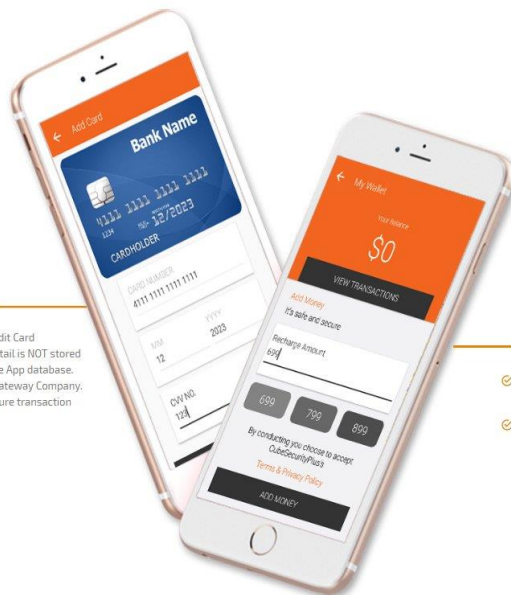 ← Add Card
Bank Name
4111 1111 1111 1111
1234
12/2023
CARDHOLDER
CARD NUMBER
4111 1111 1111 1111
MM
YYYY
12
2023
CVV NO.
123
dit Card
tail is NOT stored
e App database.
ateway Company.
ure transaction
← My Wallet
Your Balance
$0
VIEW TRANSACTIONS
Add Money
It's safe and secure
Recharge Amount
699
699
799
899
By conducting you choose to accept
CubeSecurityPlus's
Terms & Privacy Policy
ADD MONEY